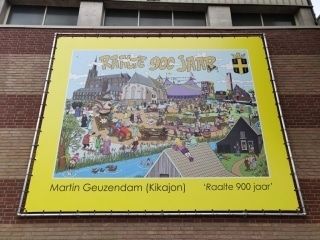 RAALTE 900 JAAR
Martin Geuzendam (Kikajon) 'Raalte 900 jaar'